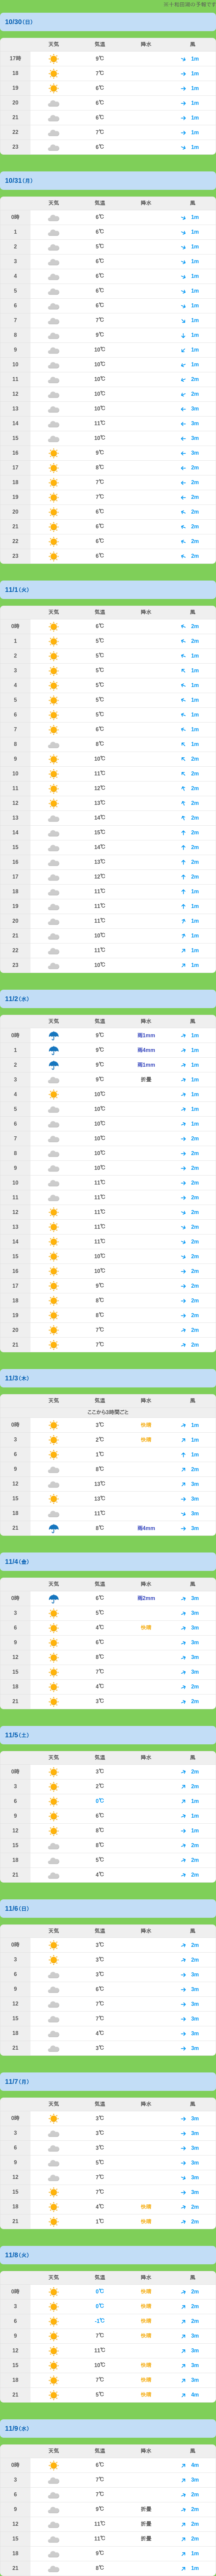 ※十和田湖の予報です
10/30(日)
天気 気温 降水 風
17時 9℃ 1m
18 7℃ 1m
19 6℃ 1m
20 6℃ 1m
21 6℃ 1m
22 7℃ 1m
23 6℃ 1m
10/31(月)
天気 気温 降水 風
0時 6℃ 1m
1 6℃ 1m
2 5℃ 1m
3 6℃ 1m
4 6℃ 1m
5 6℃ 1m
6 6℃ 1m
7 7℃ 1m
8 9℃ 1m
9 10℃ 1m
10 10℃ 1m
11 10℃ 2m
12 10℃ 2m
13 10℃ 3m
14 11℃ 3m
15 10℃ 3m
16 9℃ 3m
17 8℃ 2m
18 7℃ 2m
19 7℃ 2m
20 6℃ 2m
21 6℃ 2m
22 6℃ 2m
23 6℃ 2m
11/1(火)
天気 気温 降水 風
0時 6℃ 2m
1 5℃ 2m
2 5℃ 1m
3 5℃ 1m
4 5℃ 1m
5 5℃ 1m
6 5℃ 1m
7 6℃ 1m
8 8℃ 1m
9 10℃ 2m
10 11℃ 2m
11 12℃ 2m
12 13℃ 2m
13 14℃ 2m
14 15℃ 2m
15 14℃ 2m
16 13℃ 2m
17 12℃ 2m
18 11℃ 1m
19 11℃ 1m
20 11℃ 1m
21 10℃ 1m
22 11℃ 1m
23 10℃ 1m
11/2(水)
天気 気温 降水 風
0時 9℃ 雨1mm 1m
1 9℃ 雨4mm 1m
2 9℃ 雨1mm 1m
3 9℃ 折畳 1m
4 10℃ 1m
5 10℃ 1m
6 10℃ 1m
7 10℃ 2m
8 10℃ 2m
9 10℃ 2m
10 11℃ 2m
11 11℃ 2m
12 11℃ 2m
13 11℃ 2m
14 11℃ 2m
15 10℃ 2m
16 10℃ 2m
17 9℃ 2m
18 8℃ 2m
19 8℃ 2m
20 7℃ 2m
21 7℃ 2m
11/3(木)
天気 気温 降水 風
ここから3時間ごと
0時 3℃ 快晴 1m
3 2℃ 快晴 1m
6 1℃ 1m
9 8℃ 2m
12 13℃ 3m
15 13℃ 3m
18 11℃ 3m
21 8℃ 雨4mm 3m
11/4(金)
天気 気温 降水 風
0時 6℃ 雨2mm 3m
3 5℃ 3m
6 4℃ 快晴 3m
9 6℃ 3m
12 8℃ 3m
15 7℃ 3m
18 4℃ 2m
21 3℃ 2m
11/5(土)
天気 気温 降水 風
0時 3℃ 2m
3 2℃ 2m
6 0℃ 1m
9 6℃ 1m
12 8℃ 1m
15 8℃ 2m
18 5℃ 2m
21 4℃ 2m
11/6(日)
天気 気温 降水 風
0時 3℃ 2m
3 3℃ 2m
6 3℃ 3m
9 6℃ 3m
12 7℃ 3m
15 7℃ 3m
18 4℃ 3m
21 3℃ 3m
11/7(月)
天気 気温 降水 風
0時 3℃ 3m
3 3℃ 3m
6 3℃ 3m
9 5℃ 3m
12 7℃ 3m
15 7℃ 3m
18 4℃ 快晴 2m
21 1℃ 快晴 2m
11/8(火)
天気 気温 降水 風
0時 0℃ 快晴 2m
3 0℃ 快晴 2m
6 -1℃ 快晴 2m
9 7℃ 快晴 3m
12 11℃ 3m
15 10℃ 快晴 3m
18 7℃ 快晴 3m
21 5℃ 快晴 4m
11/9(水)
天気 気温 降水 風
0時 6℃ 4m
3 7℃ 3m
6 7℃ 2m
9 9℃ 折畳 2m
12 11℃ 折畳 2m
15 11℃ 折畳 2m
18 9℃ 1m
21 8℃ 1m